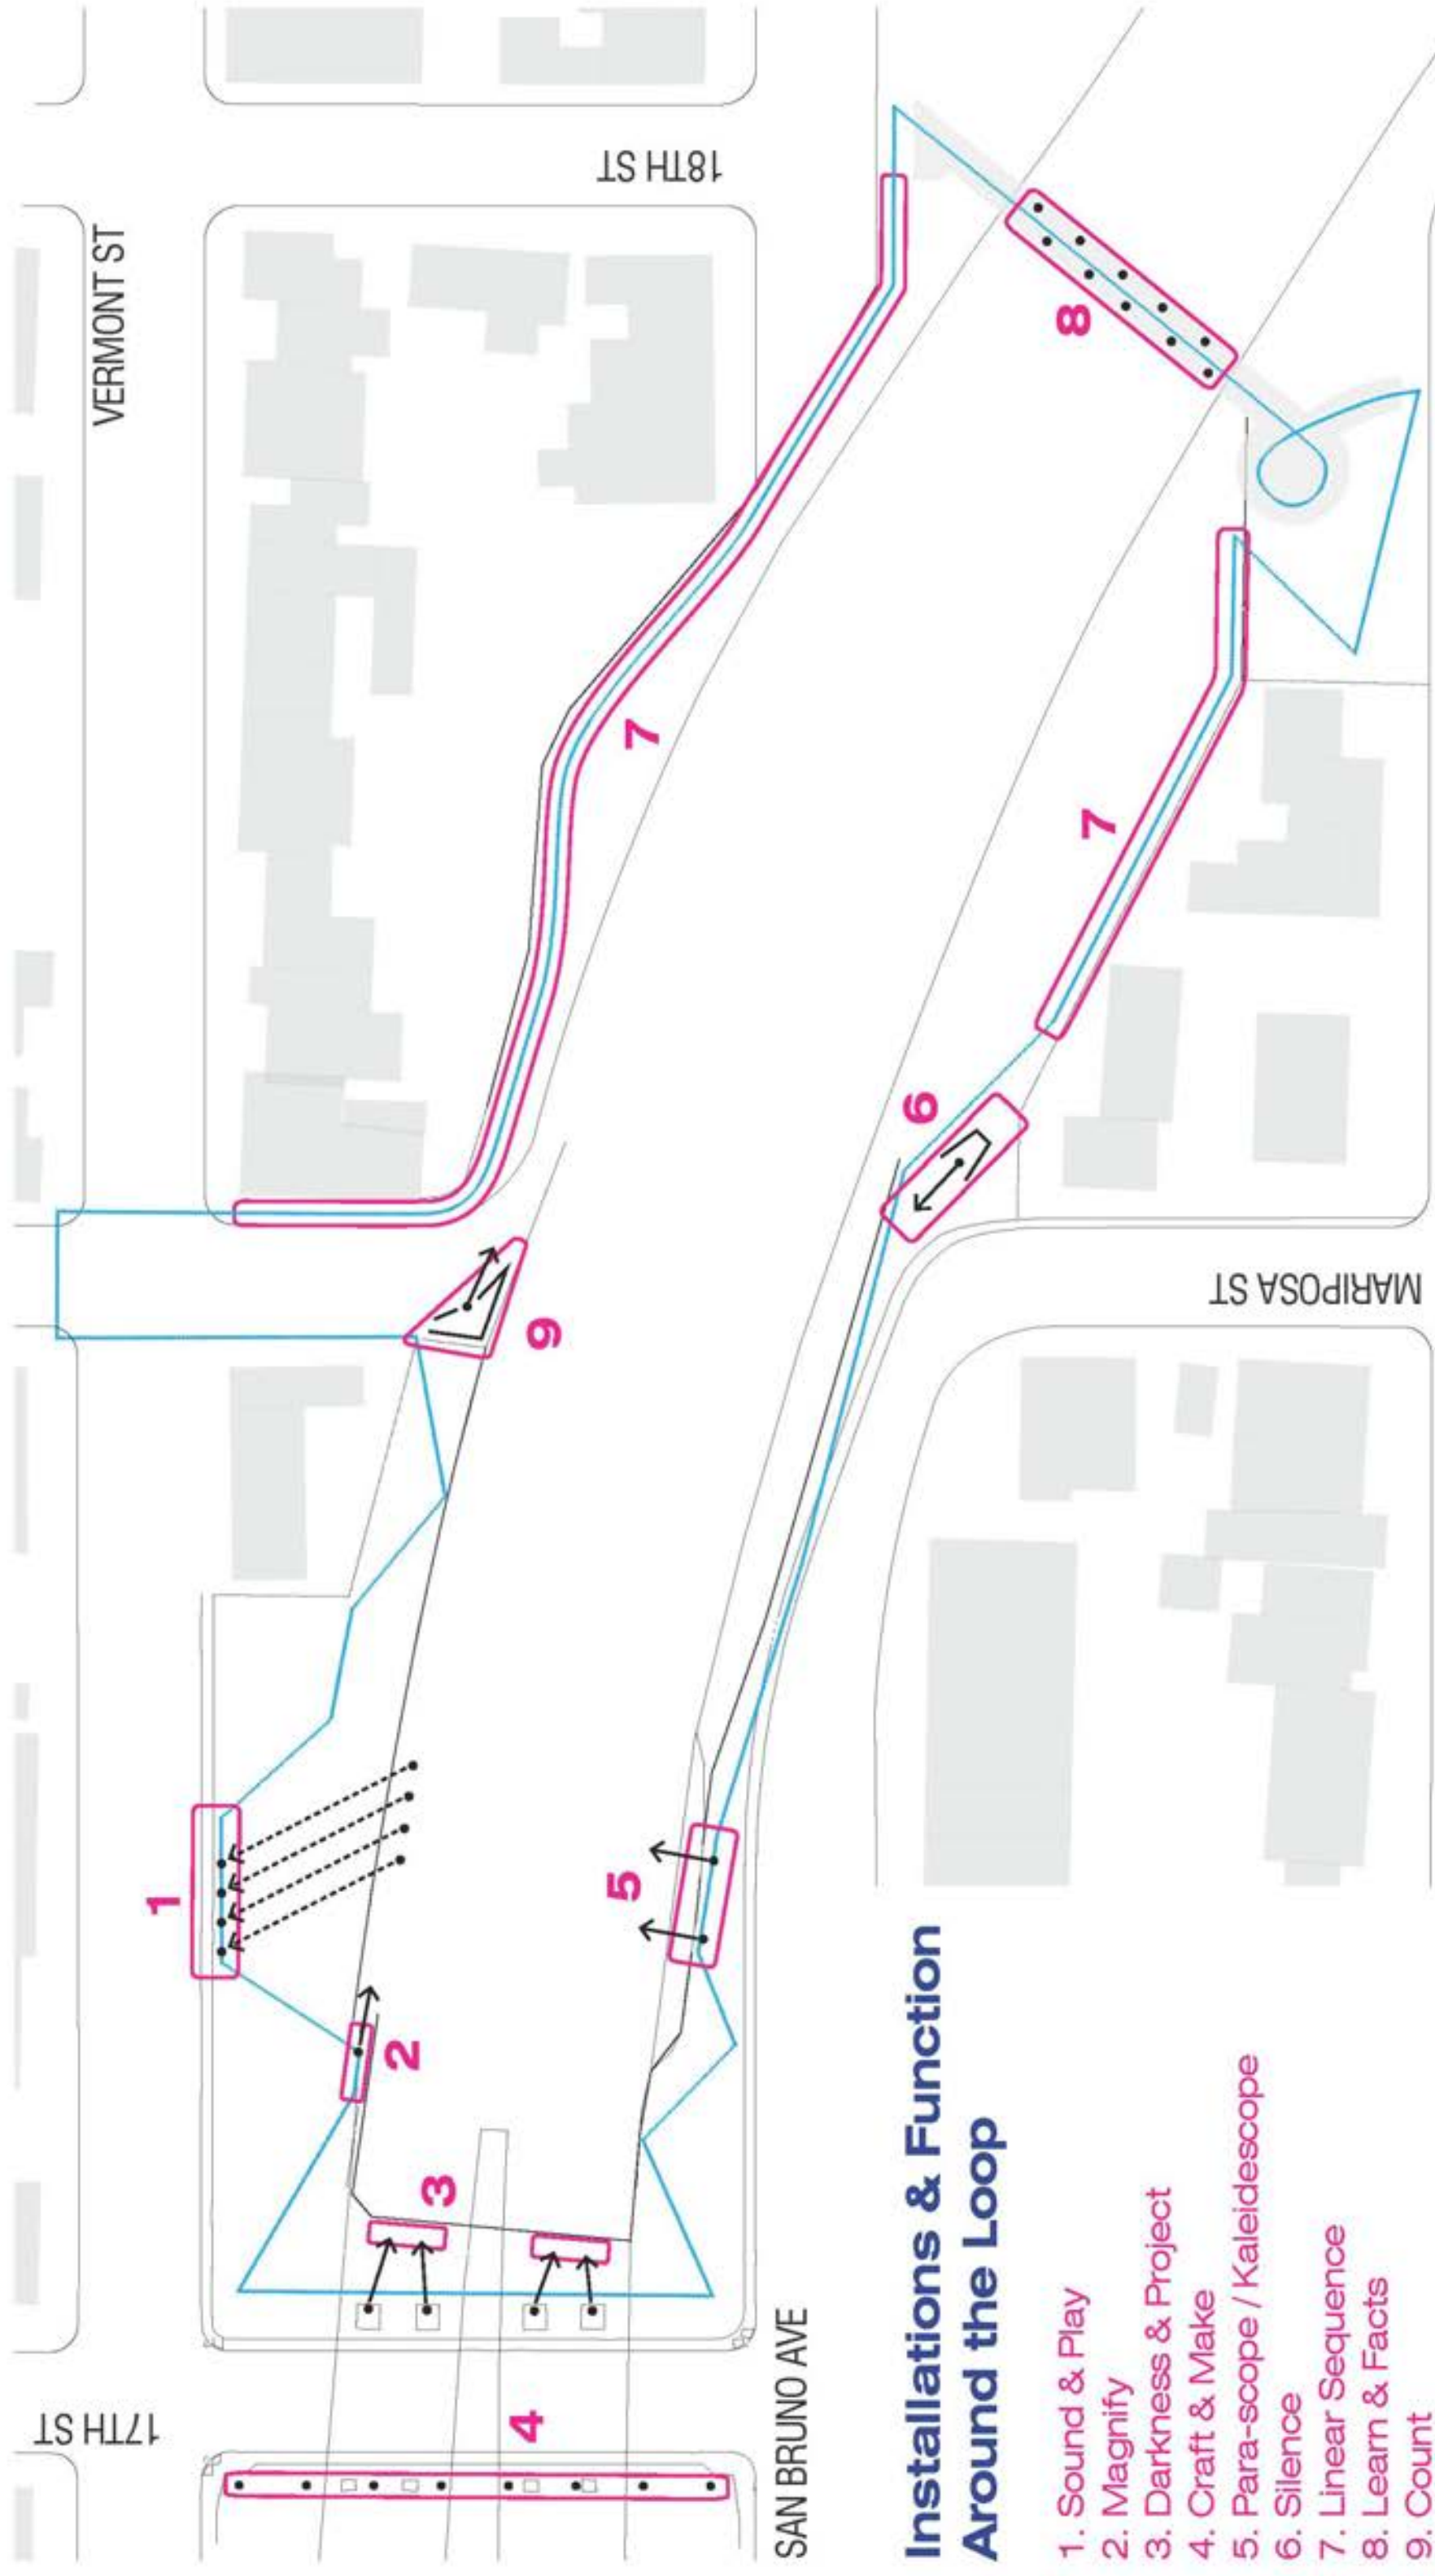 VERMONT ST
18TH ST
17TH ST
MARIPOSA ST
SAN BRUNO AVE
1
2
3
4
5
6
7
7
8
9
Installations & Function
Around the Loop
1. Sound & Play
2. Magnify
3. Darkness & Project
4. Craft & Make
5. Para-scope / Kaleidescope
6. Silence
7. Linear Sequence
8. Learn & Facts
9. Count